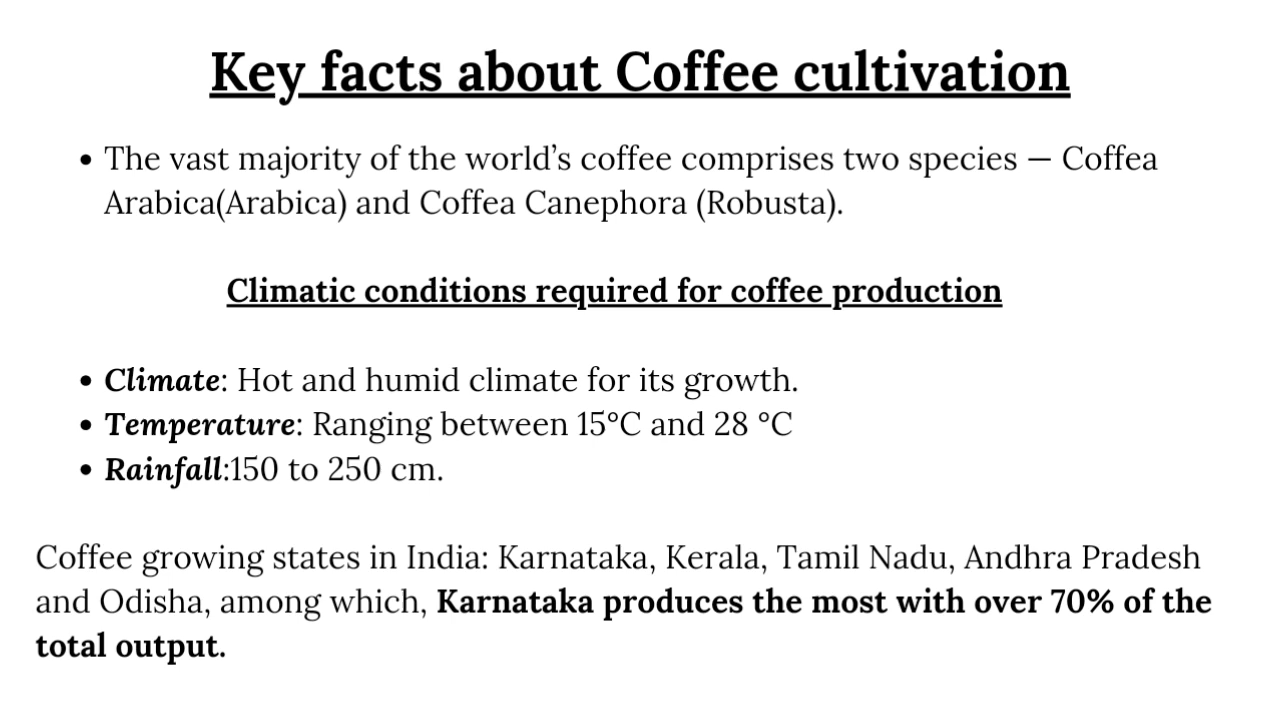 Key facts about Coffee cultivation
• The vast majority of the world’s coffee comprises two species — Coffea
Arabica(Arabica) and Coffea Canephora (Robusta).
Climatic conditions required for coffee production
• Climate: Hot and humid climate for its growth.
• Temperature: Ranging between 15°C and 28 °C
• Rainfall:150 to 250 cm.
Coffee growing states in India: Karnataka, Kerala, Tamil Nadu, Andhra Pradesh
and Odisha, among which, Karnataka produces the most with over 70% of the
total output.